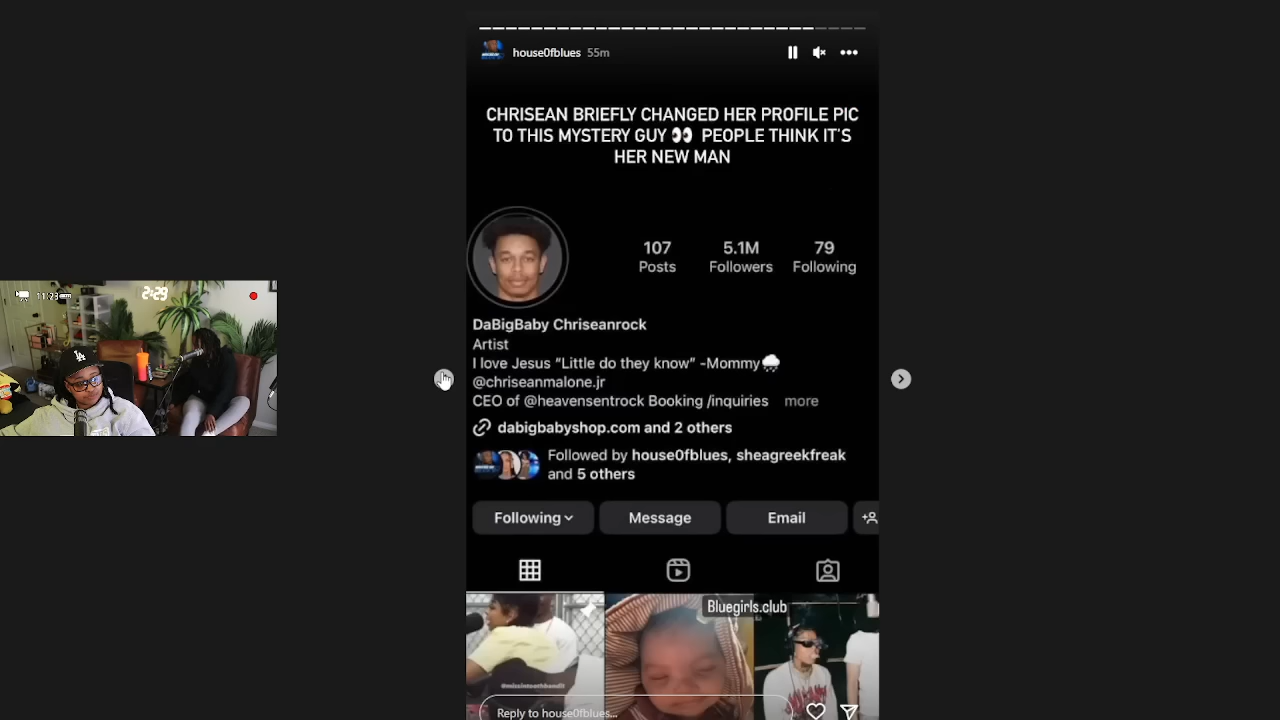 house0fblues 55m
CHRISEAN BRIEFLY CHANGED HER PROFILE PIC
TO THIS MYSTERY GUY 👀 PEOPLE THINK IT'S
HER NEW MAN
107 5.1M 79
Posts Followers Following
DaBigBaby Chriseanrock
Artist
I love Jesus “Little do they know” -Mommy🌧
@chriseanmalone.jr
CEO of @heavensentrock Booking /inquiries more
dabigbabyshop.com and 2 others
Followed by house0fblues, sheagreekfreak
and 5 others
Following Message Email
Bluegirls.club
Reply to house0fblues...
2:29
LA